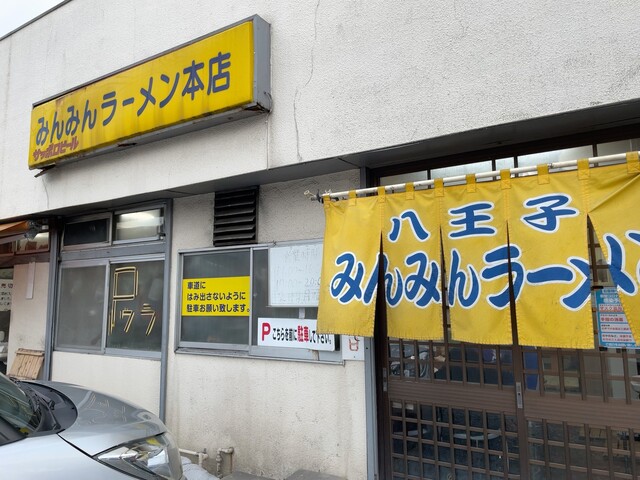 みんみんラーメン本店
サッポロビール
八王子
みんみんラーメン
車道に
はみ出さないように
駐車お願い致します。
P こちらを前に駐車して下さい。